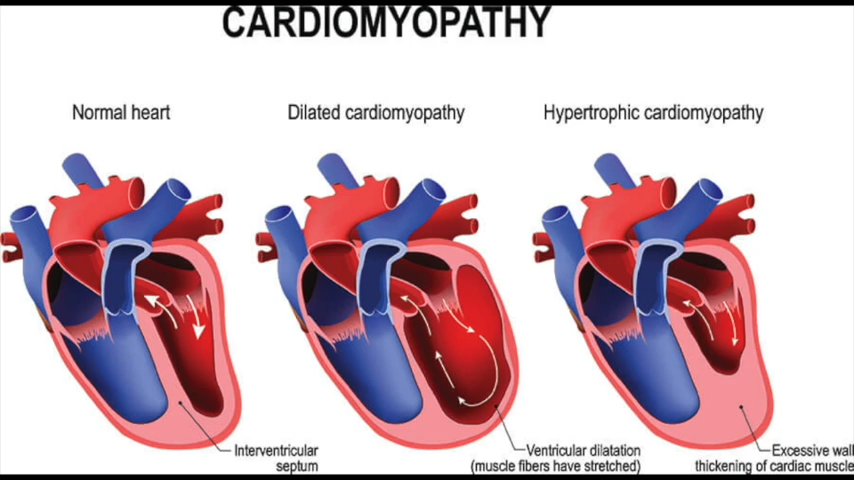 CARDIOMYOPATHY
Normal heart
Dilated cardiomyopathy
Hypertrophic cardiomyopathy
Interventricular
septum
Ventricular dilatation
(muscle fibers have stretched)
Excessive wall
thickening of cardiac muscle